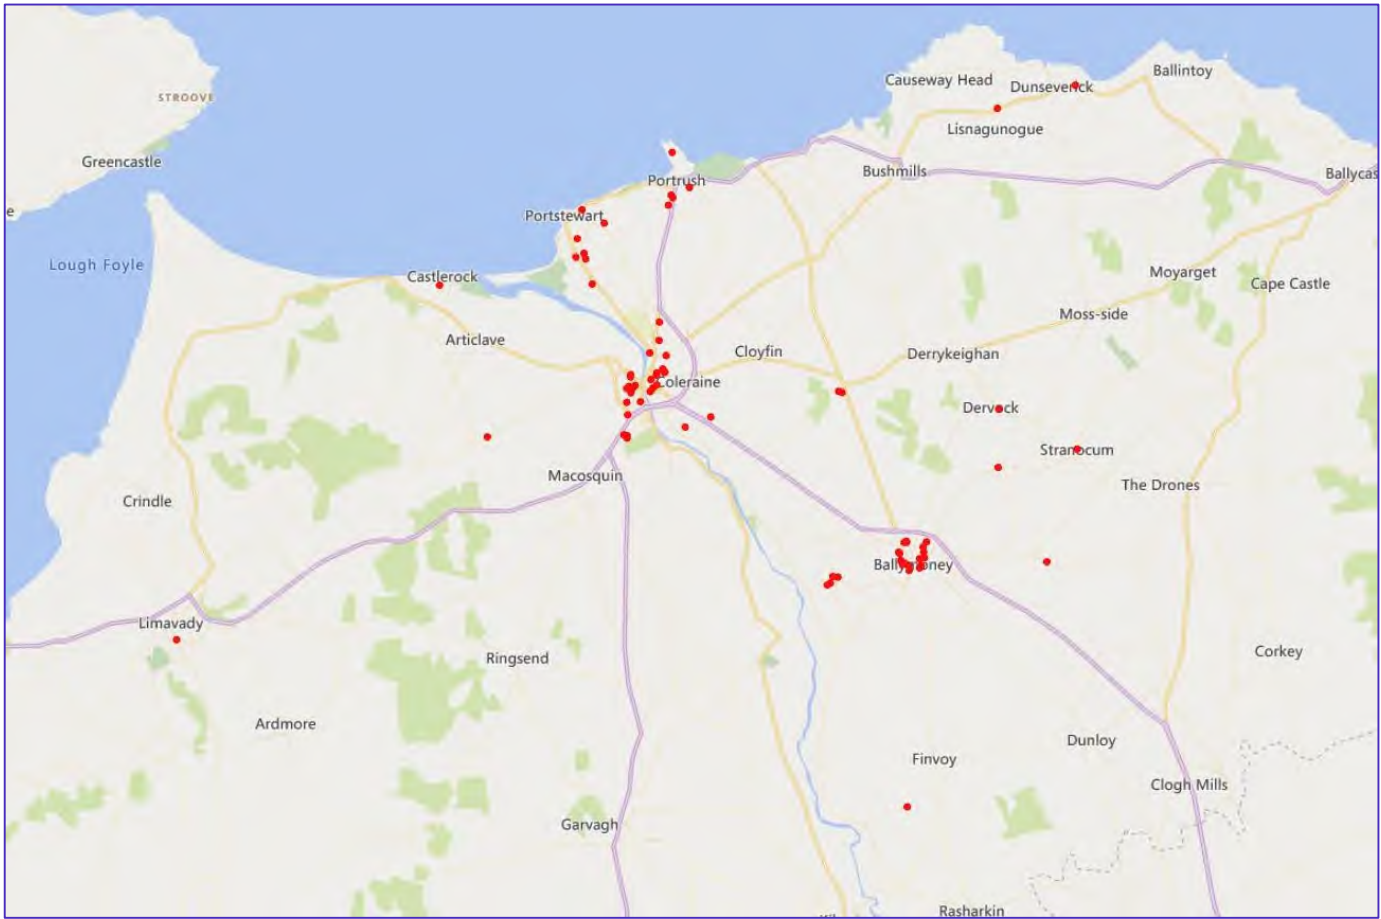 Ballintoy
Causeway Head
Dunseverick
STROOVE
Lisnagunogue
Greencastle
Bushmills
Ballycas
Portrush
e
Portstewart
Lough Foyle
Castlerock
Moyarget
Cape Castle
Moss-side
Articlave
Cloyfin
Derrykeighan
Coleraine
Dervock
Stranocum
Macosquin
The Drones
Crindle
Ballymoney
Limavady
Ringsend
Corkey
Ardmore
Dunloy
Finvoy
Clogh Mills
Garvagh
Rasharkin